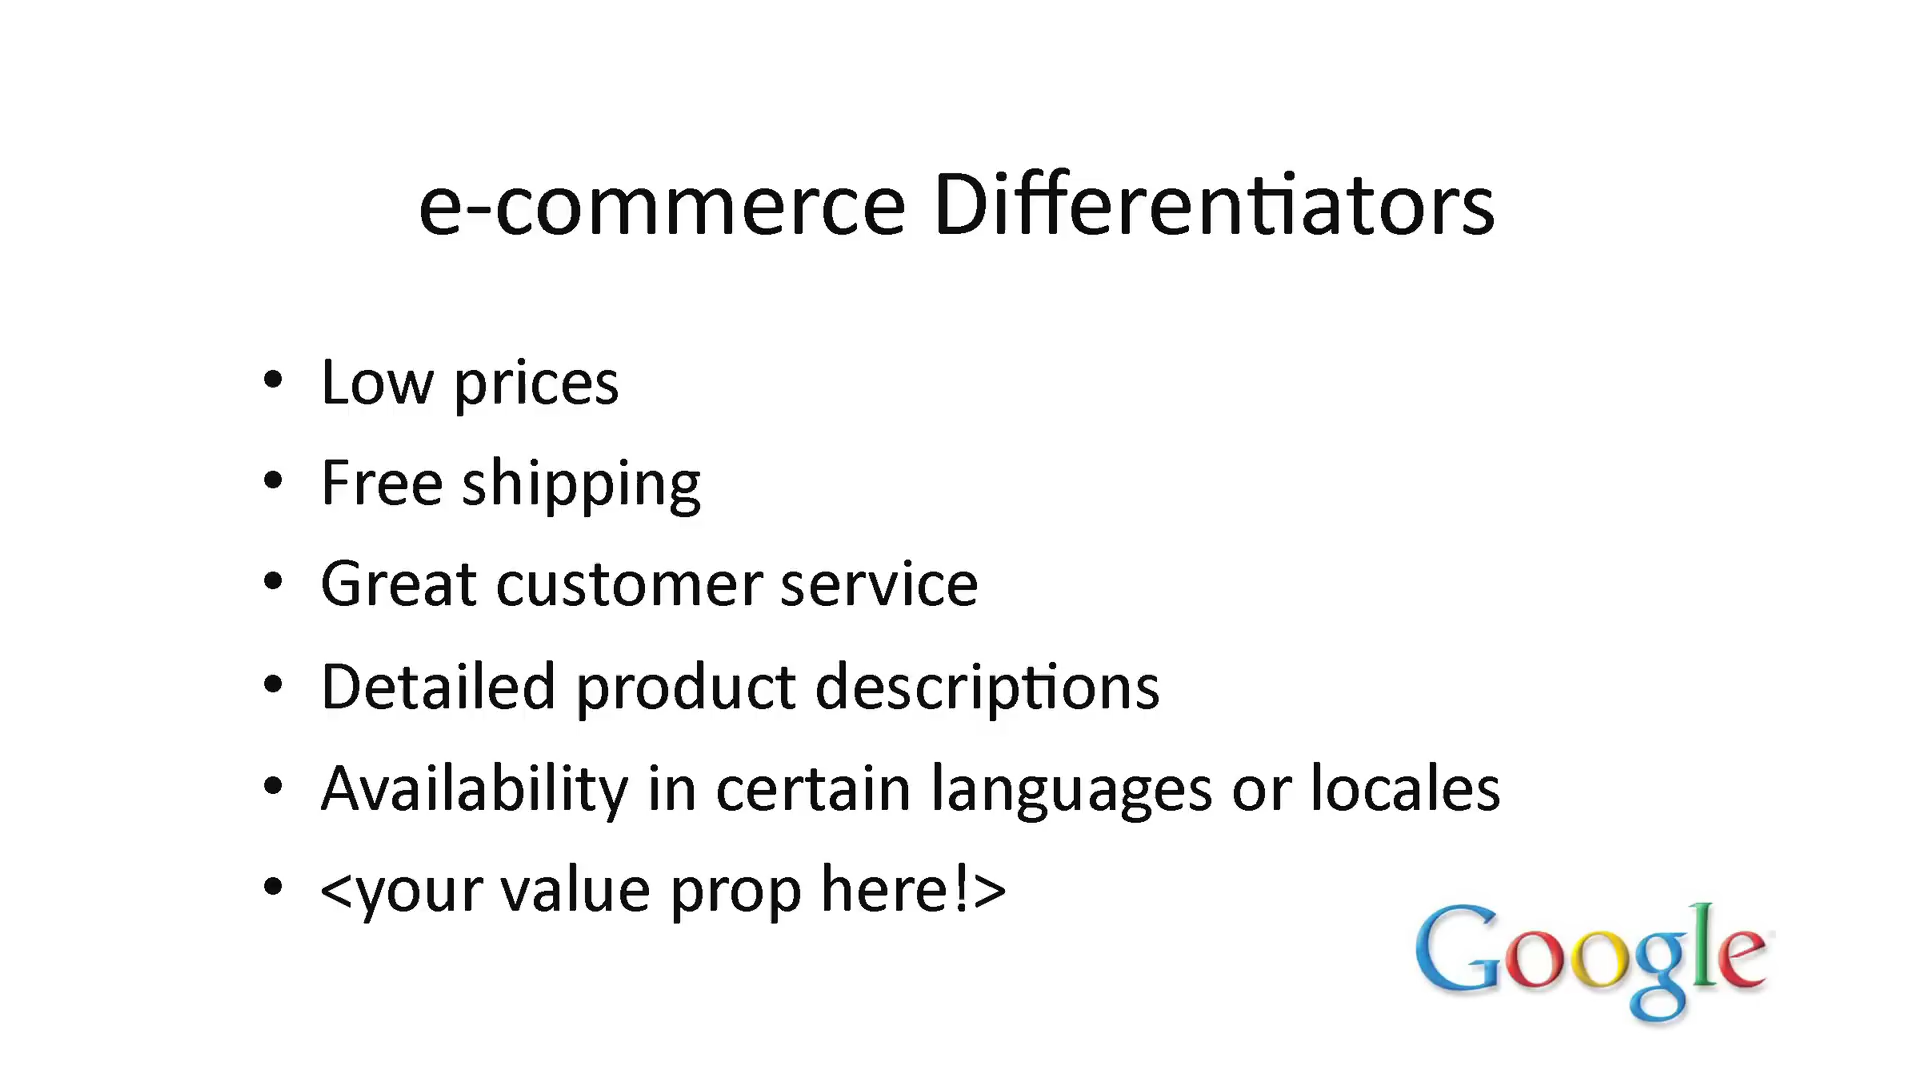 e-commerce Differentiators
• Low prices
• Free shipping
• Great customer service
• Detailed product descriptions
• Availability in certain languages or locales
• <your value prop here!>
Google